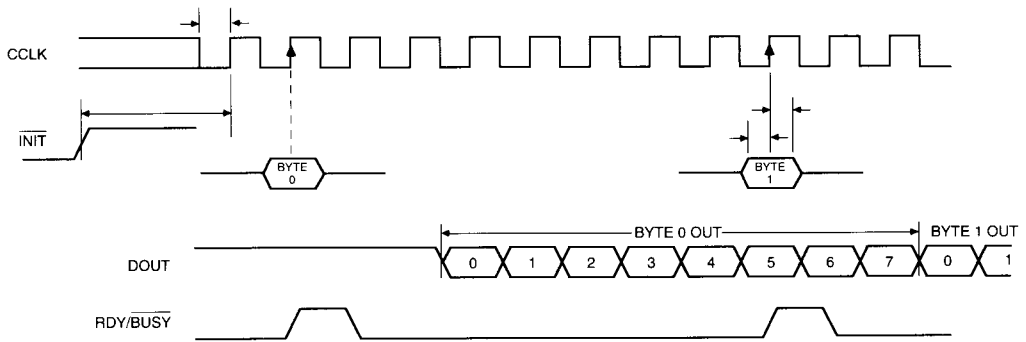 CCLK
INIT
BYTE
0
BYTE
1
BYTE 0 OUT
BYTE 1 OUT
DOUT
0 1 2 3 4 5 6 7 0 1
RDY/BUSY